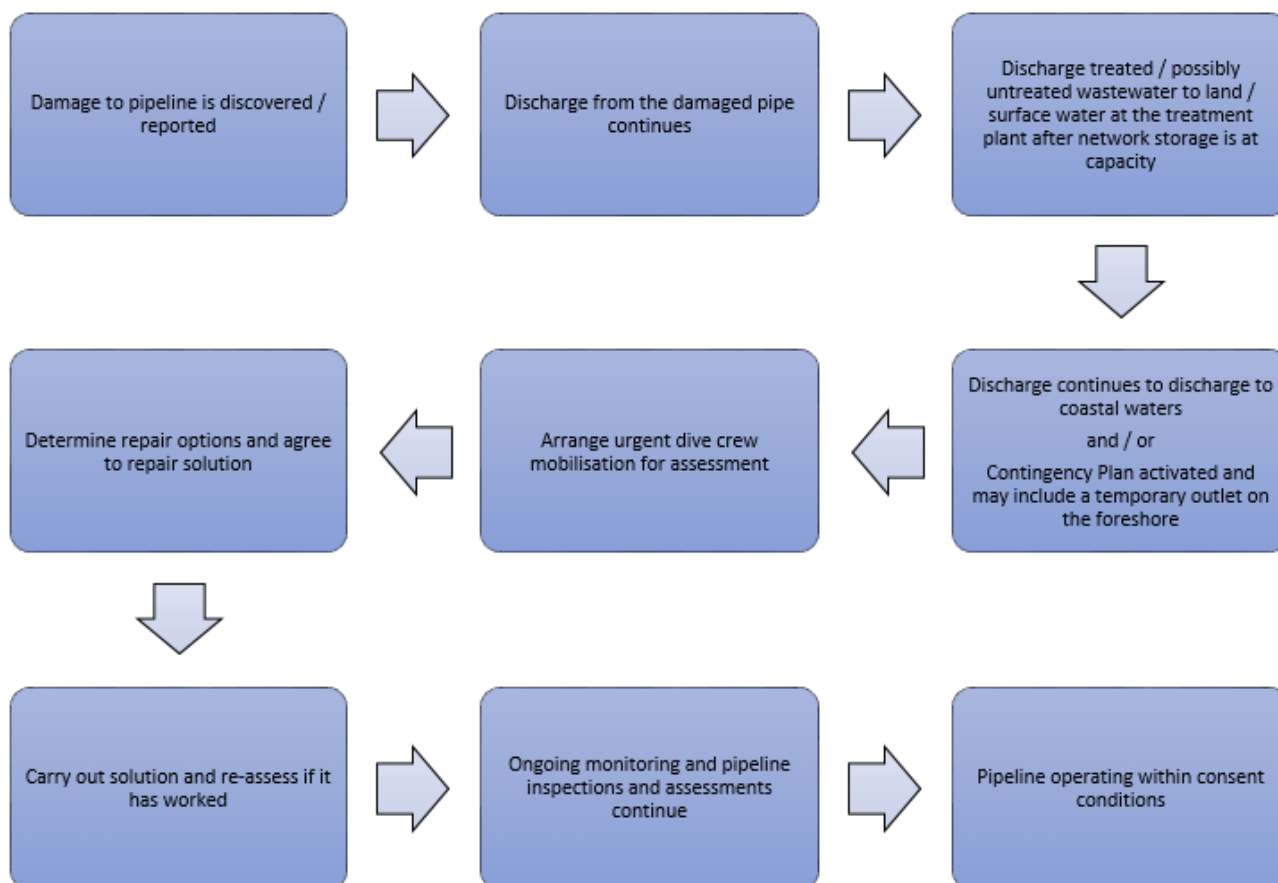 Damage to pipeline is discovered /
reported
Discharge from the damaged pipe
continues
Discharge treated / possibly
untreated wastewater to land /
surface water at the treatment
plant after network storage is at
capacity
Discharge continues to discharge to
coastal waters
and / or
Contingency Plan activated and
may include a temporary outlet on
the foreshore
Arrange urgent dive crew
mobilisation for assessment
Determine repair options and agree
to repair solution
Carry out solution and re-assess if it
has worked
Ongoing monitoring and pipeline
inspections and assessments
continue
Pipeline operating within consent
conditions